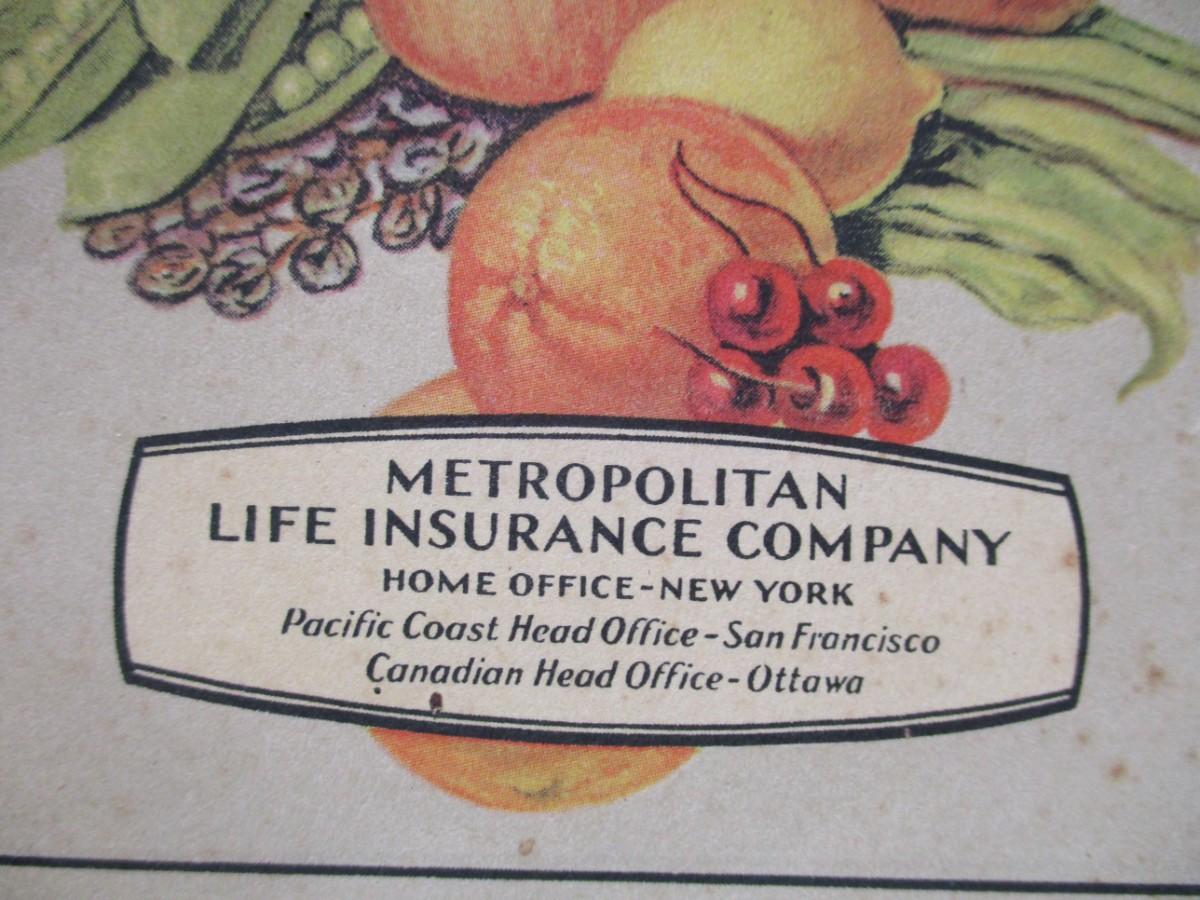 METROPOLITAN
LIFE INSURANCE COMPANY
HOME OFFICE-NEW YORK
Pacific Coast Head Office-San Francisco
Canadian Head Office-Ottawa